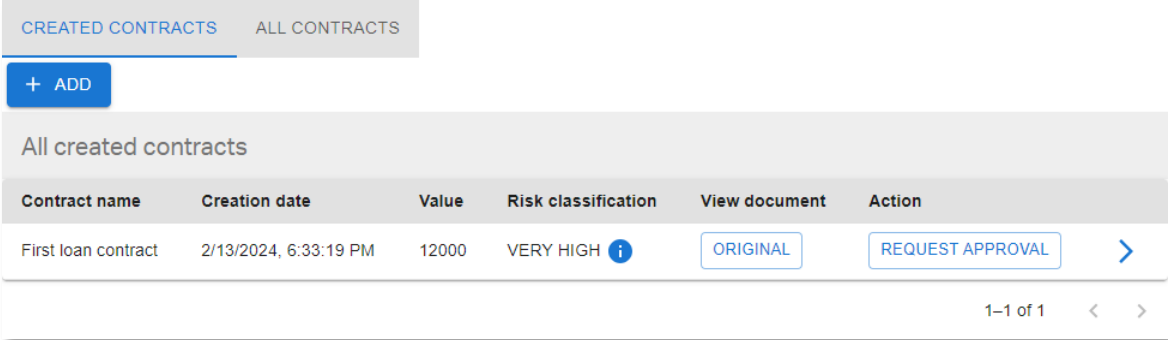 CREATED CONTRACTS ALL CONTRACTS
+ ADD
All created contracts
Contract name Creation date Value Risk classification View document Action
First loan contract 2/13/2024, 6:33:19 PM 12000 VERY HIGH i ORIGINAL REQUEST APPROVAL
1–1 of 1